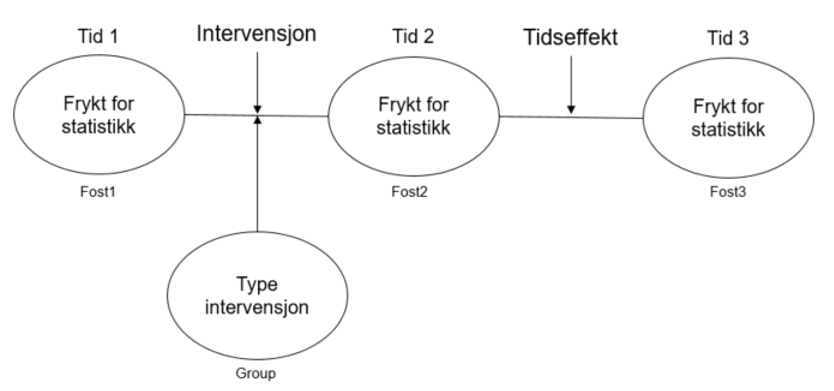 Tid 1
Intervensjon
Tid 2
Tidseffekt
Tid 3
Frykt for
statistikk
Frykt for
statistikk
Frykt for
statistikk
Fost1
Fost2
Fost3
Type
intervensjon
Group